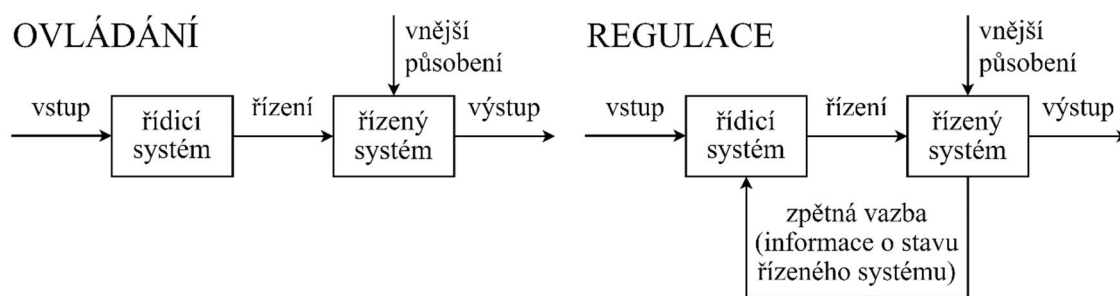 OVLÁDÁNÍ
vnější
působení
vstup
řídicí
systém
řízení
řízený
systém
výstup
REGULACE
vnější
působení
vstup
řídicí
systém
řízení
řízený
systém
výstup
zpětná vazba
(informace o stavu
řízeného systému)